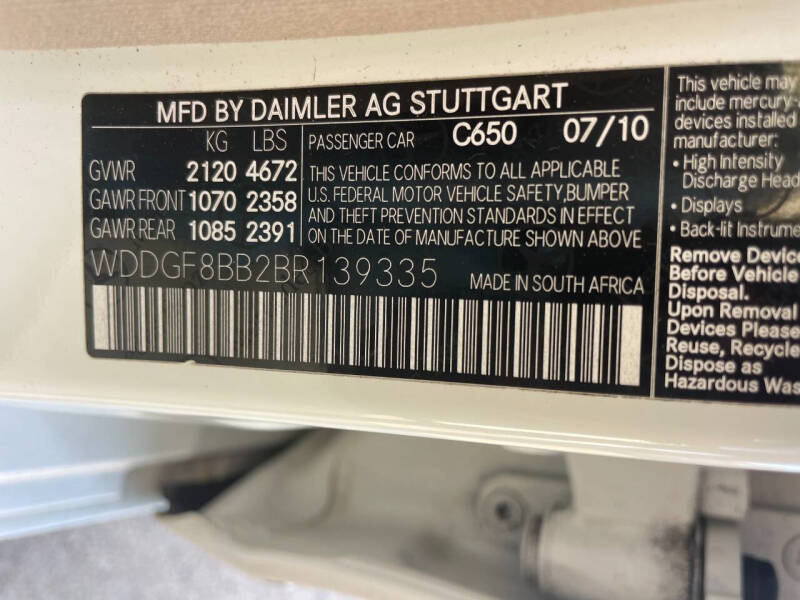 MFD BY DAIMLER AG STUTTGART
KG LBS
GVWR 2120 4672
GAWR FRONT 1070 2358
GAWR REAR 1085 2391
PASSENGER CAR C650 07/10
THIS VEHICLE CONFORMS TO ALL APPLICABLE
U.S. FEDERAL MOTOR VEHICLE SAFETY,BUMPER
AND THEFT PREVENTION STANDARDS IN EFFECT
ON THE DATE OF MANUFACTURE SHOWN ABOVE
WDDGF8BB2BR139335 MADE IN SOUTH AFRICA
This vehicle may
include mercury-
devices installed
manufacturer:
• High Intensity
Discharge Head
• Displays
• Back-lit Instrume
Remove Device
Before Vehicle
Disposal.
Upon Removal
Devices Please
Reuse, Recycle
Dispose as
Hazardous Was